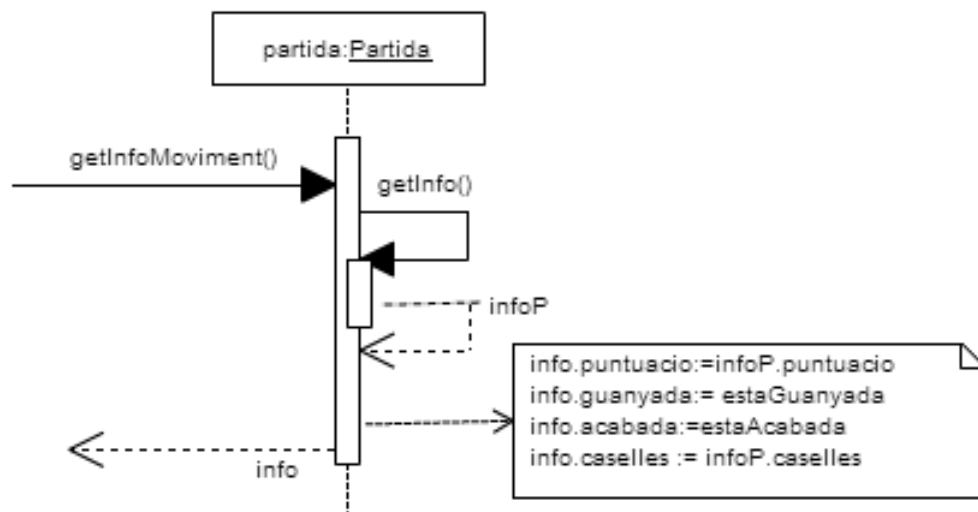 partida:Partida
getInfoMoviment()
getInfo()
infoP
info.puntuacio:=infoP.puntuacio
info.guanyada:= estaGuanyada
info.acabada:=estaAcabada
info.caselles := infoP.caselles
info